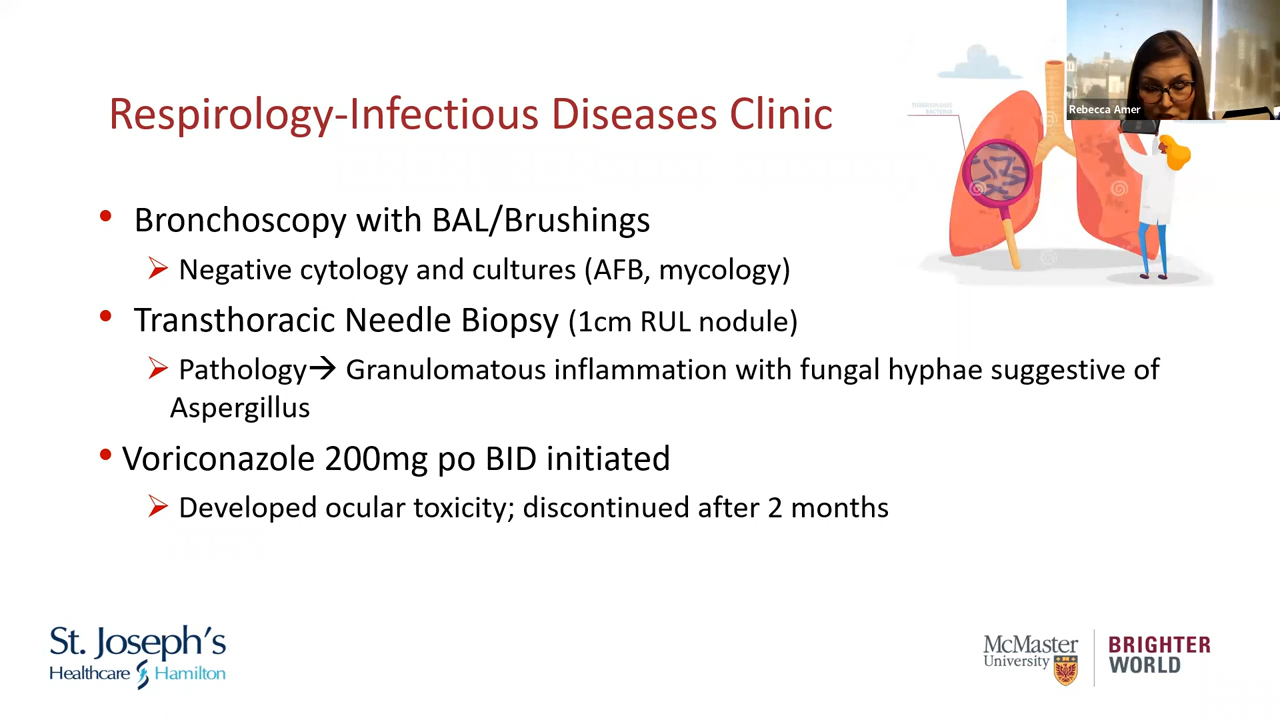 Rebecca Amer
TUBERCULOSIS
BACTERIA
Respirology-Infectious Diseases Clinic
• Bronchoscopy with BAL/Brushings
➢ Negative cytology and cultures (AFB, mycology)
• Transthoracic Needle Biopsy (1cm RUL nodule)
➢ Pathology→ Granulomatous inflammation with fungal hyphae suggestive of
Aspergillus
• Voriconazole 200mg po BID initiated
➢ Developed ocular toxicity; discontinued after 2 months
St. Joseph's
Healthcare Hamilton
McMaster
University
BRIGHTER
WORLD